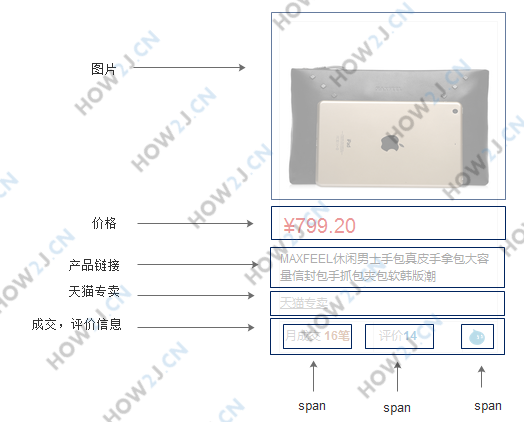 图片
价格
¥799.20
产品链接
MAXFEEL休闲男士手包真皮手拿包大容
量信封包手抓包夹包软韩版潮
天猫专卖
天猫专卖
成交，评价信息
月成交 16笔
评价14
span
span
span
HOW2J.CN